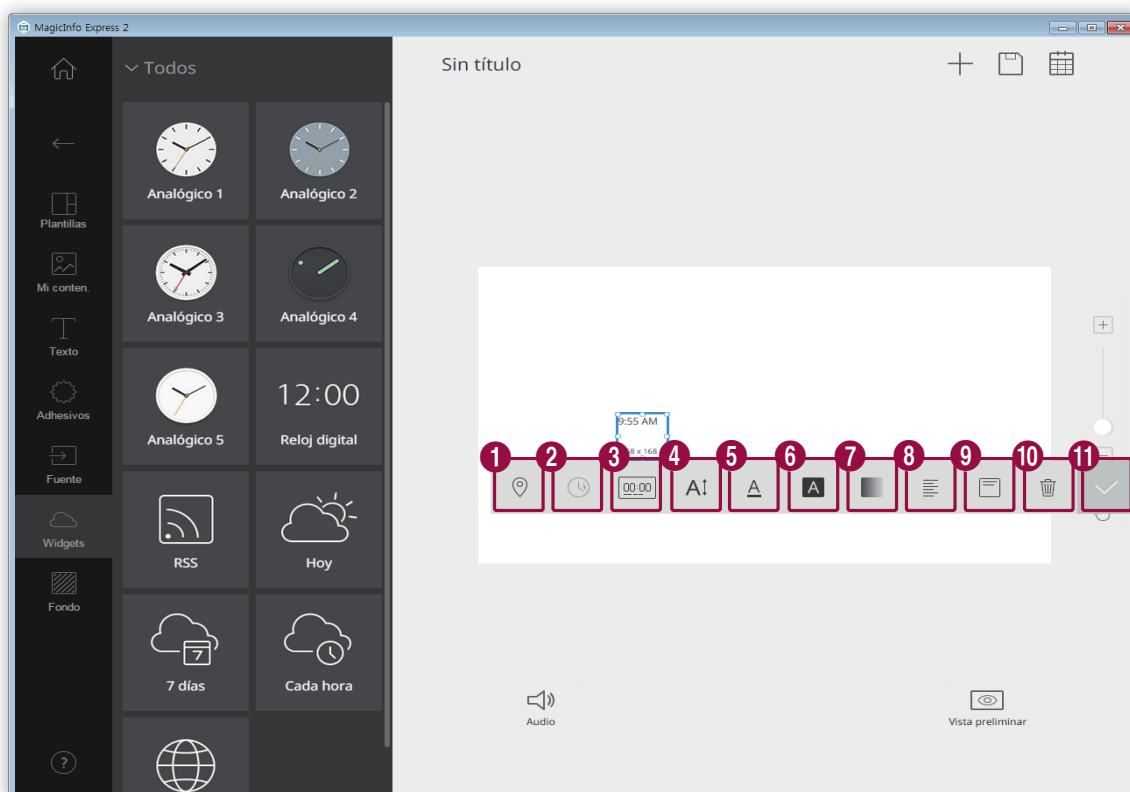 MagicInfo Express 2
Todos
Sin título
Analógico 1
Analógico 2
Plantillas
Mi conten.
Analógico 3
Analógico 4
Texto
12:00
Adhesivos
Analógico 5
Reloj digital
9:55 AM
x 168
Fuente
1 2 3 4 5 6 7 8 9 10 11
00:00
A
A
A
Widgets
RSS
Hoy
Fondo
7
7 días
Cada hora
Audio
Vista preliminar
?